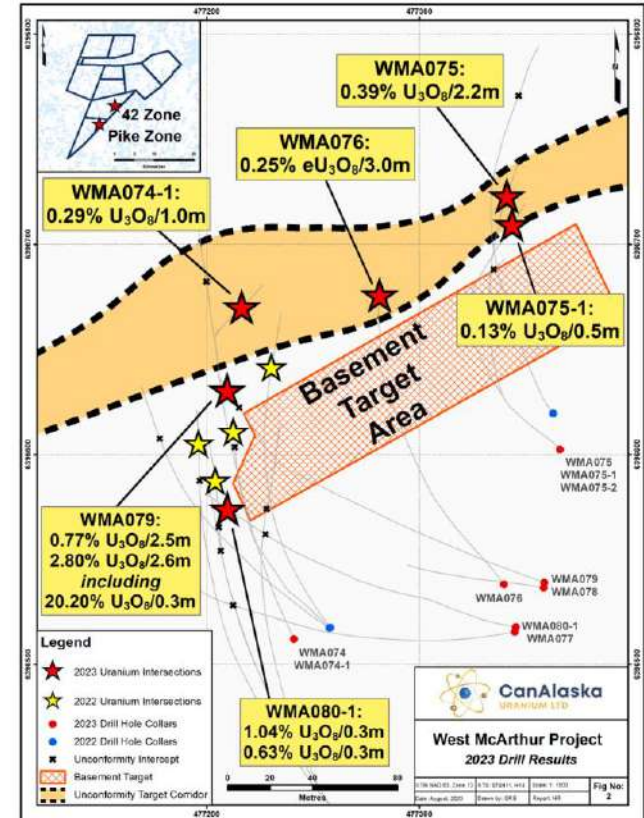 477200
477300
42 Zone
Pike Zone
WMA075:
0.39% U₃O₈/2.2m
WMA076:
0.25% eU₃O₈/3.0m
WMA074-1:
0.29% U₃O₈/1.0m
WMA075-1:
0.13% U₃O₈/0.5m
Basement
Target
Area
WMA079:
0.77% U₃O₈/2.5m
2.80% U₃O₈/2.6m
including
20.20% U₃O₈/0.3m
WMA075
WMA075-1
WMA075-2
WMA079
WMA078
WMA076
WMA080-1
WMA077
WMA074
WMA074-1
WMA080-1:
1.04% U₃O₈/0.3m
0.63% U₃O₈/0.3m
Legend
2023 Uranium Intersections
2022 Uranium Intersections
2023 Drill Hole Collars
2022 Drill Hole Collars
Unconformity Intercept
Basement Target
Unconformity Target Corridor
0
40
80
Metres
CanAlaska
URANIUM LTD
West McArthur Project
2023 Drill Results
Fig No:
2
477200
477300